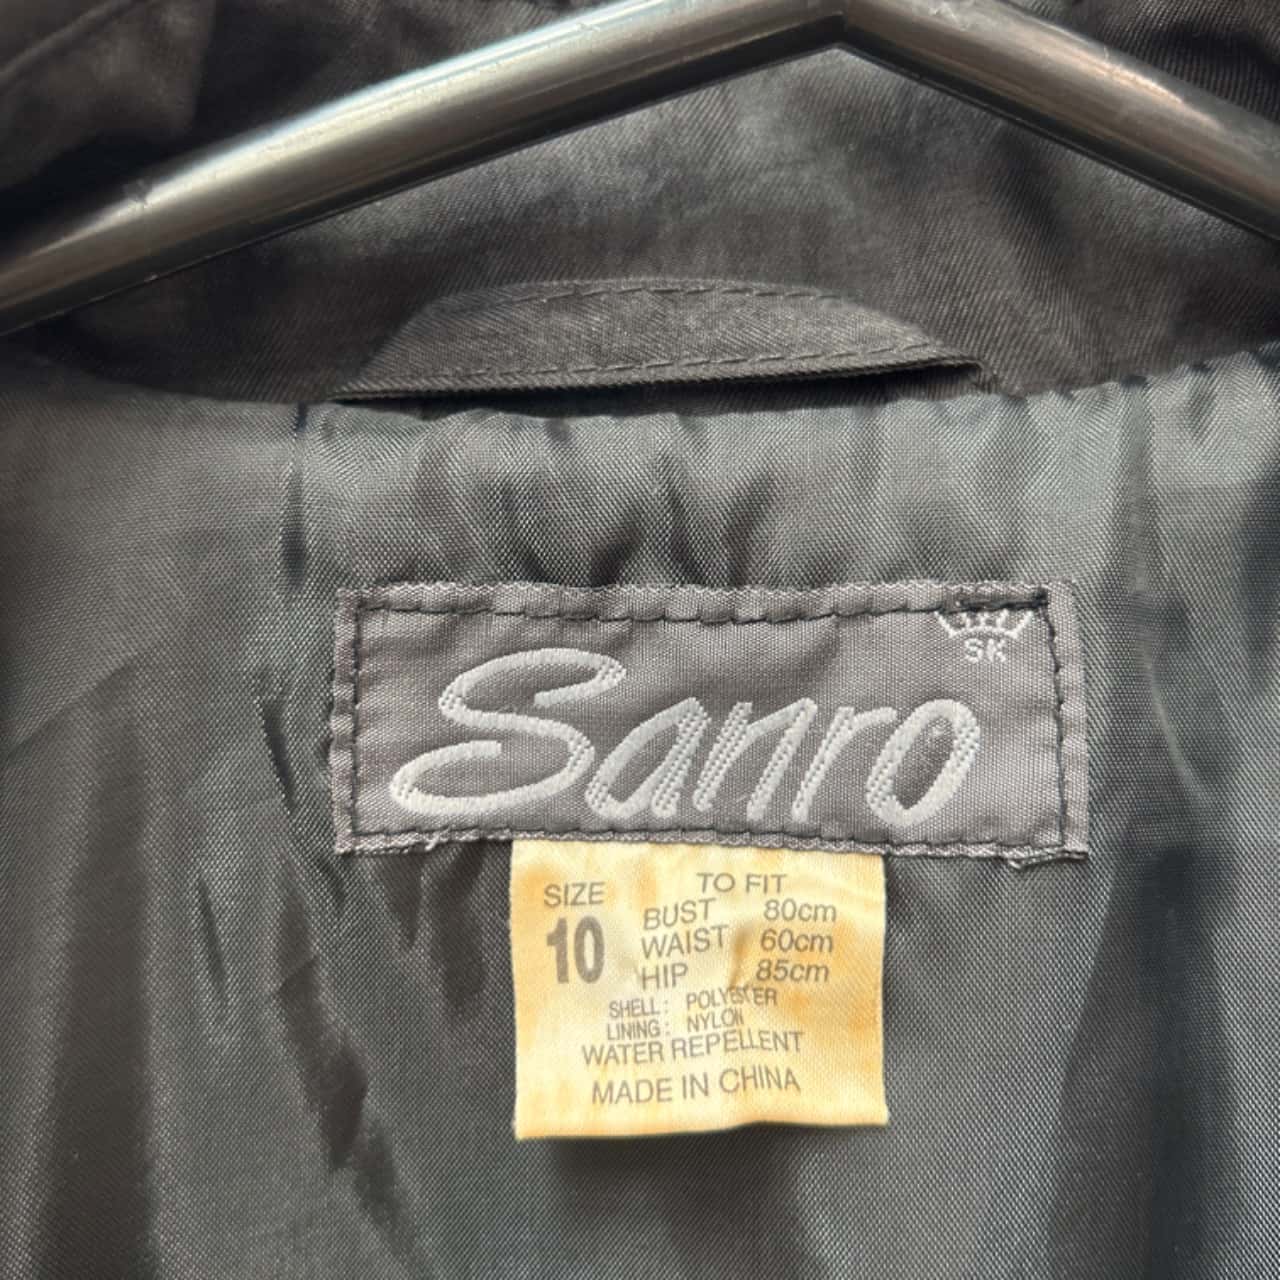 SK
Sanro
SIZE
10
TO FIT
BUST 80cm
WAIST 60cm
HIP 85cm
SHELL: POLYESTER
LINING: NYLON
WATER REPELLENT
MADE IN CHINA